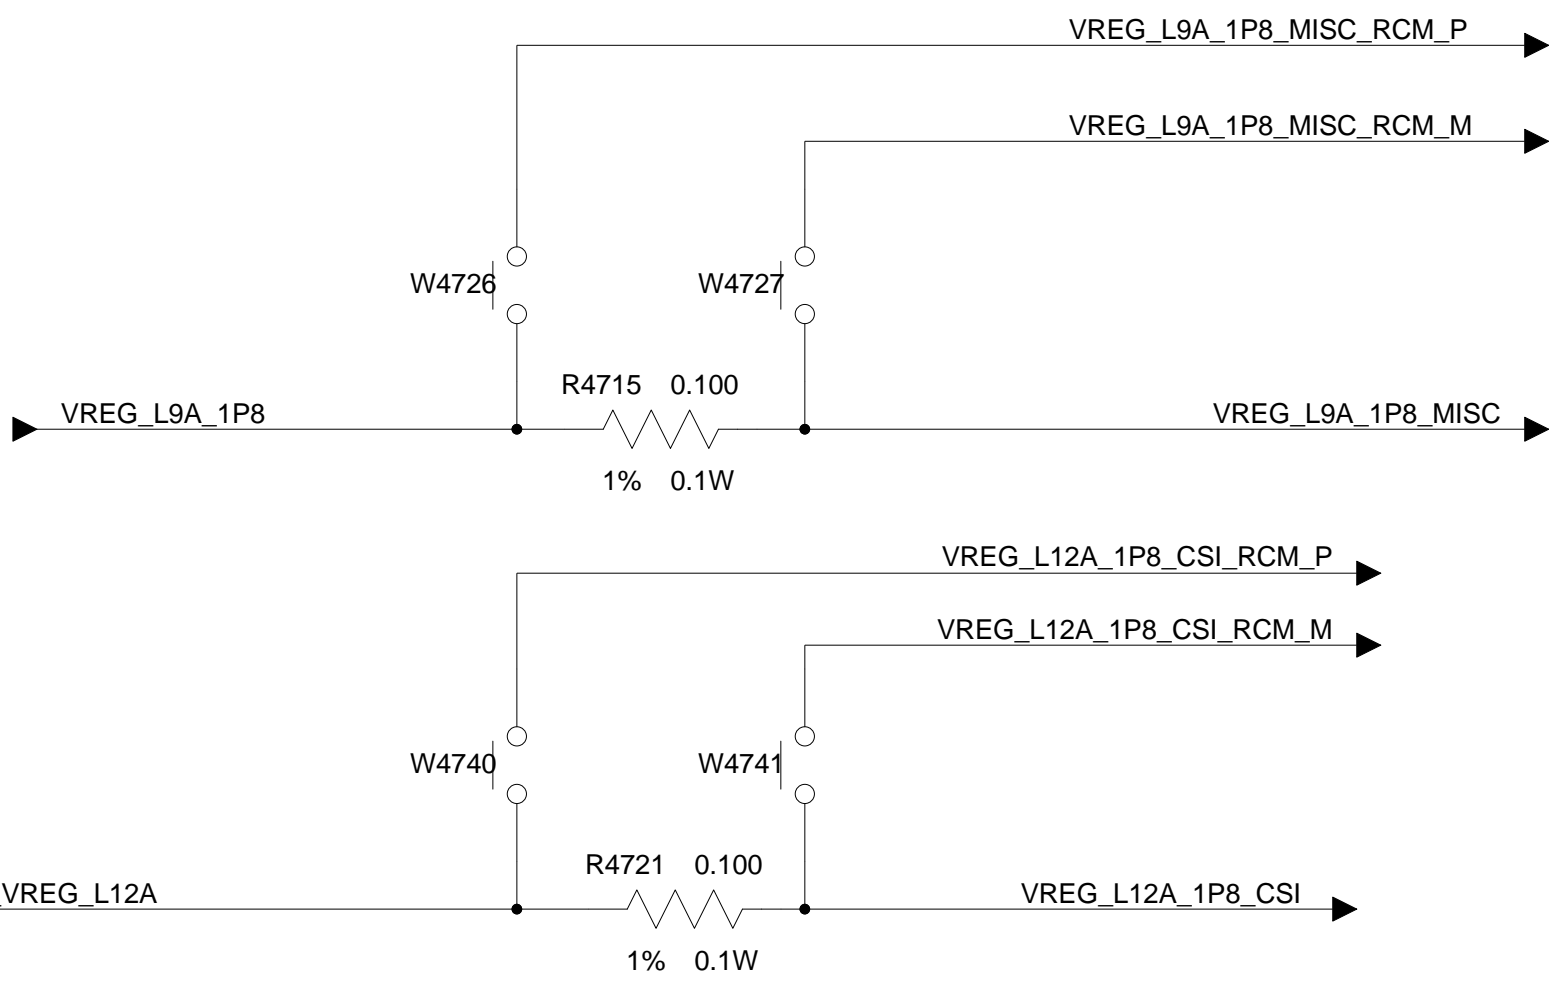 VREG_L9A_1P8_MISC_RCM_P
VREG_L9A_1P8_MISC_RCM_M
W4726
W4727
R4715 0.100
VREG_L9A_1P8
VREG_L9A_1P8_MISC
1% 0.1W
VREG_L12A_1P8_CSI_RCM_P
VREG_L12A_1P8_CSI_RCM_M
W4740
W4741
R4721 0.100
VREG_L12A
VREG_L12A_1P8_CSI
1% 0.1W